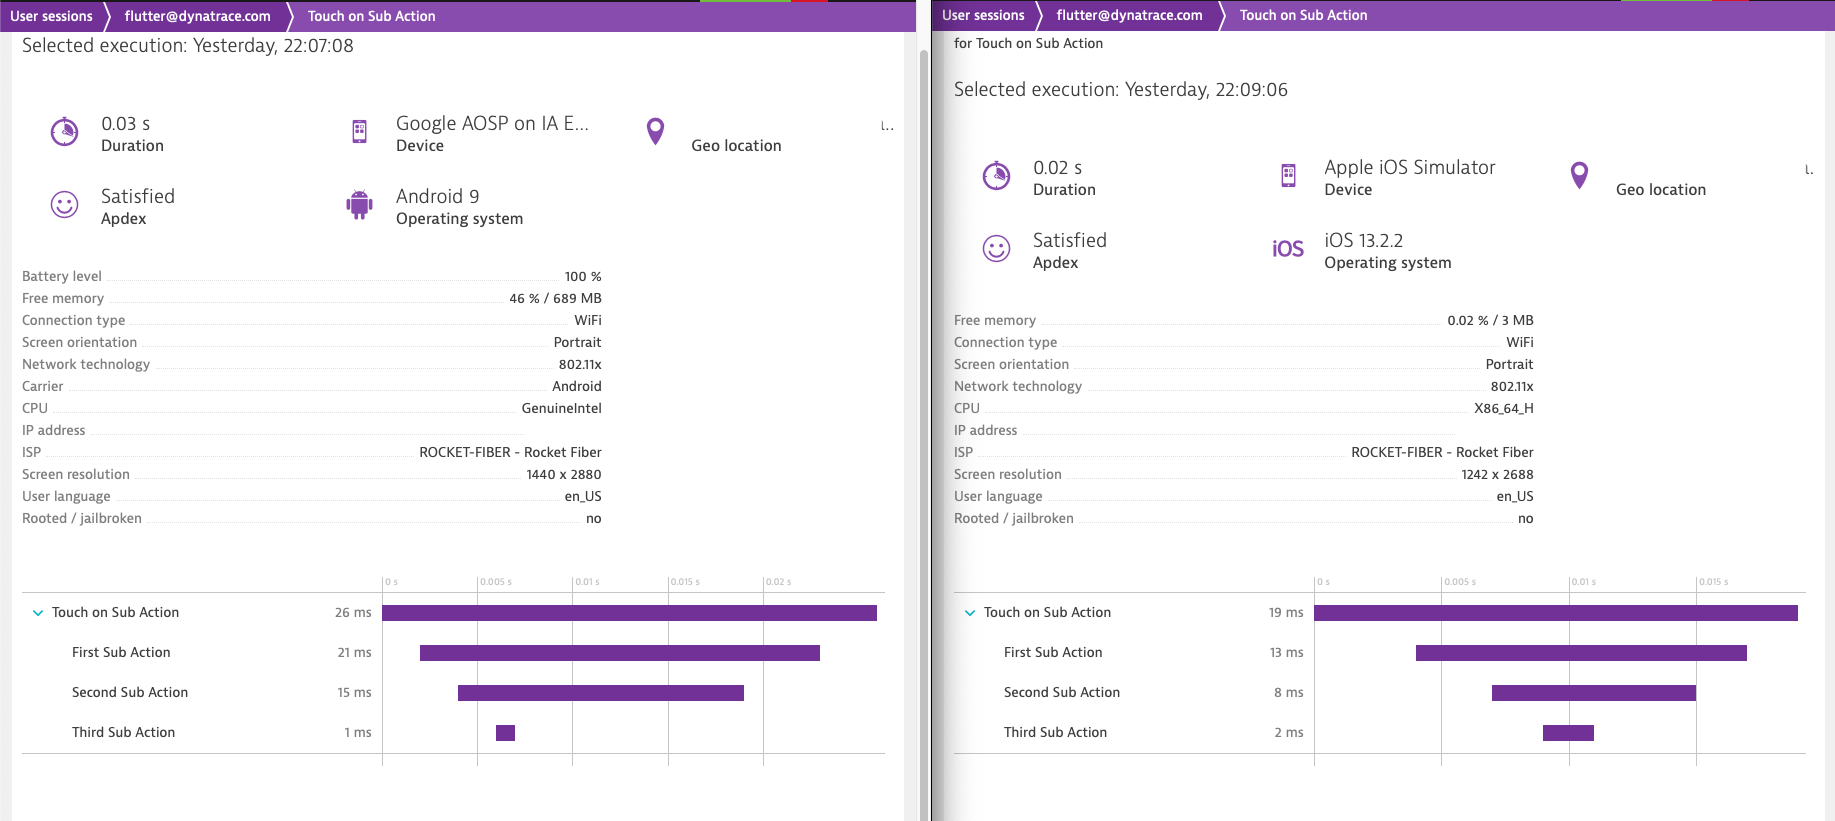 User sessions flutter@dynatrace.com Touch on Sub Action
Selected execution: Yesterday, 22:07:08
0.03 s
Duration
Google AOSP on IA E...
Device
Geo location
Satisfied
Apdex
Android 9
Operating system
Battery level 100 %
Free memory 46 % / 689 MB
Connection type WiFi
Screen orientation Portrait
Network technology 802.11x
Carrier Android
CPU GenuineIntel
IP address
ISP ROCKET-FIBER - Rocket Fiber
Screen resolution 1440 x 2880
User language en_US
Rooted / jailbroken no
0 s 0.005 s 0.01 s 0.015 s 0.02 s
Touch on Sub Action 26 ms
First Sub Action 21 ms
Second Sub Action 15 ms
Third Sub Action 1 ms
User sessions flutter@dynatrace.com Touch on Sub Action
for Touch on Sub Action
Selected execution: Yesterday, 22:09:06
0.02 s
Duration
Apple iOS Simulator
Device
Geo location
Satisfied
Apdex
iOS
iOS 13.2.2
Operating system
Free memory 0.02 % / 3 MB
Connection type WiFi
Screen orientation Portrait
Network technology 802.11x
CPU X86_64_H
IP address
ISP ROCKET-FIBER - Rocket Fiber
Screen resolution 1242 x 2688
User language en_US
Rooted / jailbroken no
0 s 0.005 s 0.01 s 0.015 s
Touch on Sub Action 19 ms
First Sub Action 13 ms
Second Sub Action 8 ms
Third Sub Action 2 ms